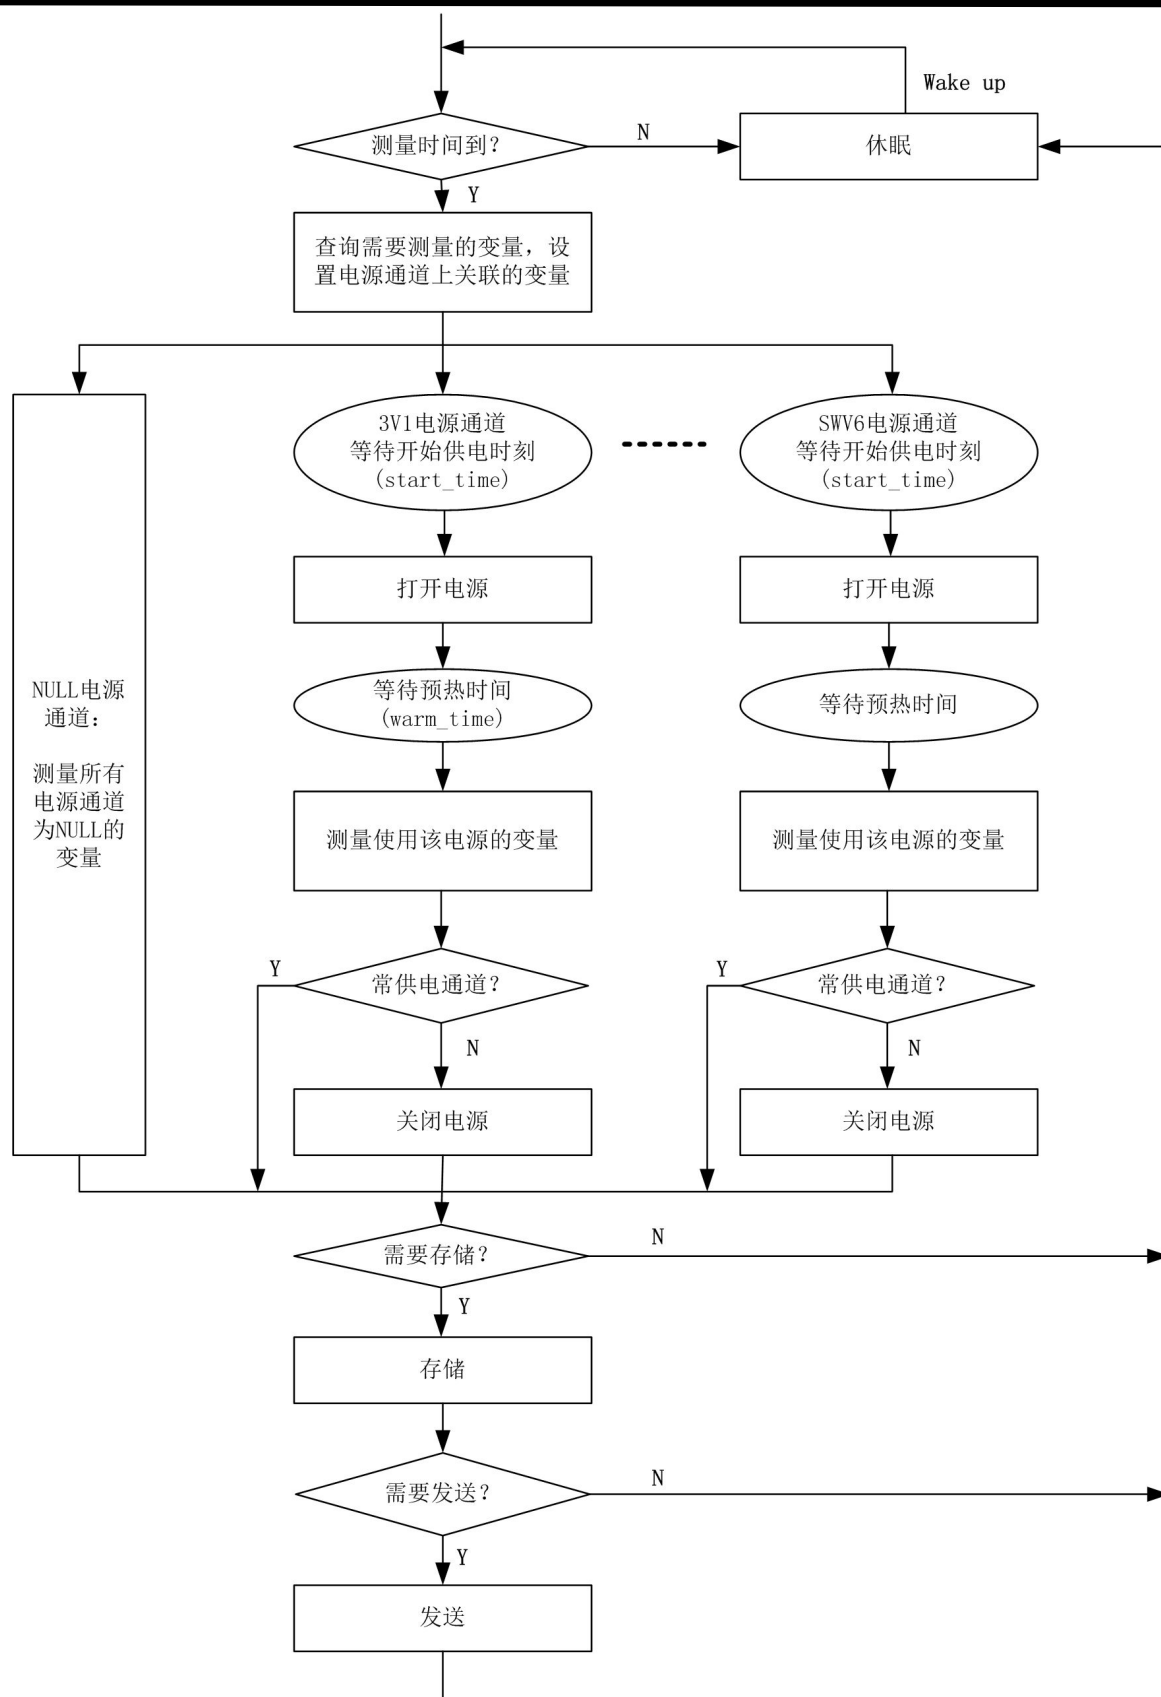 Wake up
测量时间到?
N
休眠
Y
查询需要测量的变量，设
置电源通道上关联的变量
3V1电源通道
等待开始供电时刻
(start_time)
SWV6电源通道
等待开始供电时刻
(start_time)
打开电源
打开电源
NULL电源
通道：
测量所有
电源通道
为NULL的
变量
等待预热时间
(warm_time)
等待预热时间
测量使用该电源的变量
测量使用该电源的变量
Y
常供电通道?
Y
常供电通道?
N
N
关闭电源
关闭电源
需要存储?
N
Y
存储
需要发送?
N
Y
发送